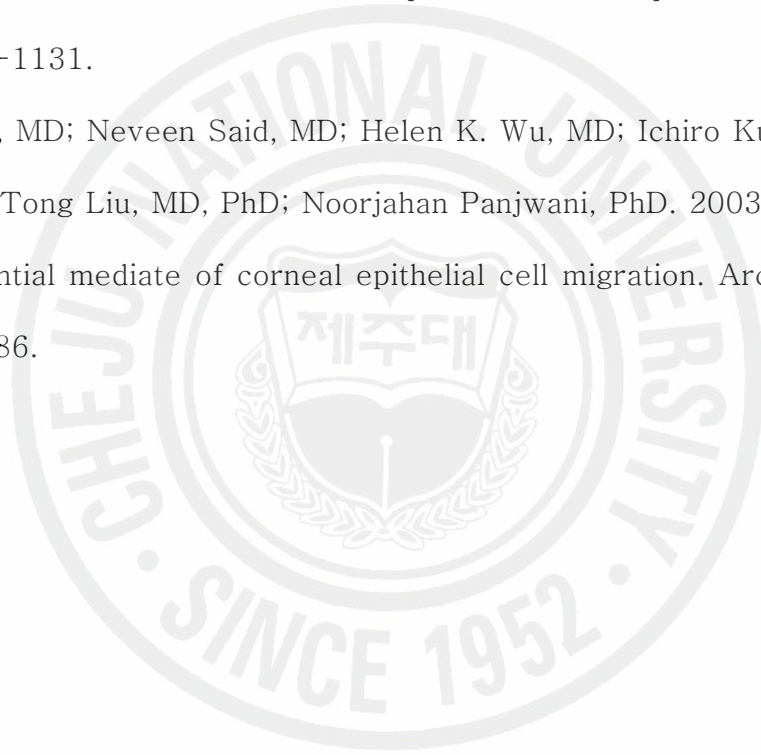 -1131.
, MD; Neveen Said, MD; Helen K. Wu, MD; Ichiro Ku
Tong Liu, MD, PhD; Noorjahan Panjwani, PhD. 2003
ntial mediate of corneal epithelial cell migration. Arc
86.
CHEJU NATIONAL UNIVERSITY
제주대
· SINCE 1952 ·